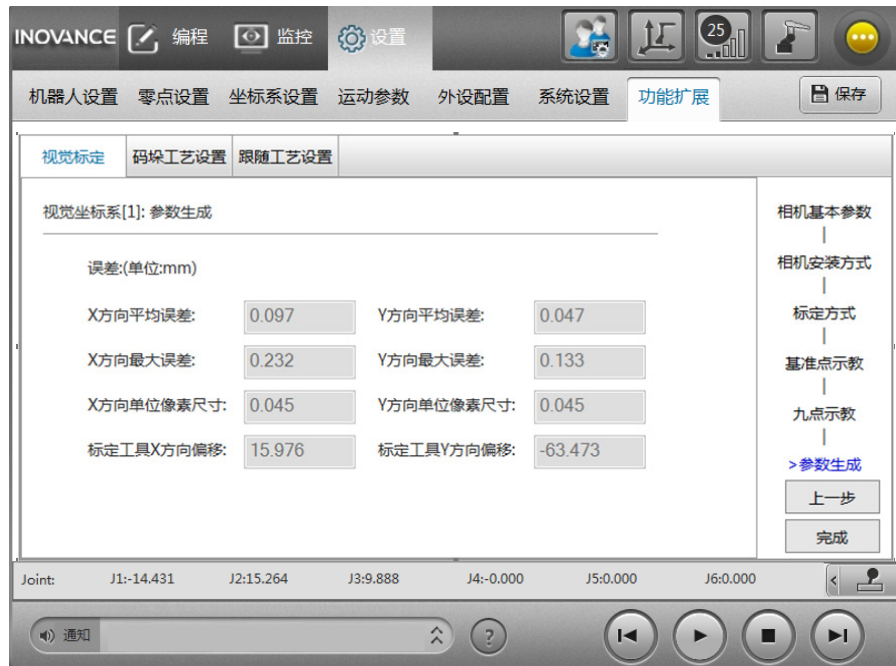 INOVANCE 编程 监控 设置 25
机器人设置 零点设置 坐标系设置 运动参数 外设配置 系统设置 功能扩展 保存
视觉标定 码垛工艺设置 跟随工艺设置
视觉坐标系[1]: 参数生成
误差:(单位:mm)
X方向平均误差: 0.097 Y方向平均误差: 0.047
X方向最大误差: 0.232 Y方向最大误差: 0.133
X方向单位像素尺寸: 0.045 Y方向单位像素尺寸: 0.045
标定工具X方向偏移: 15.976 标定工具Y方向偏移: -63.473
相机基本参数
相机安装方式
标定方式
基准点示教
九点示教
>参数生成
上一步
完成
Joint: J1:-14.431 J2:15.264 J3:9.888 J4:-0.000 J5:0.000 J6:0.000 <
通知 ?